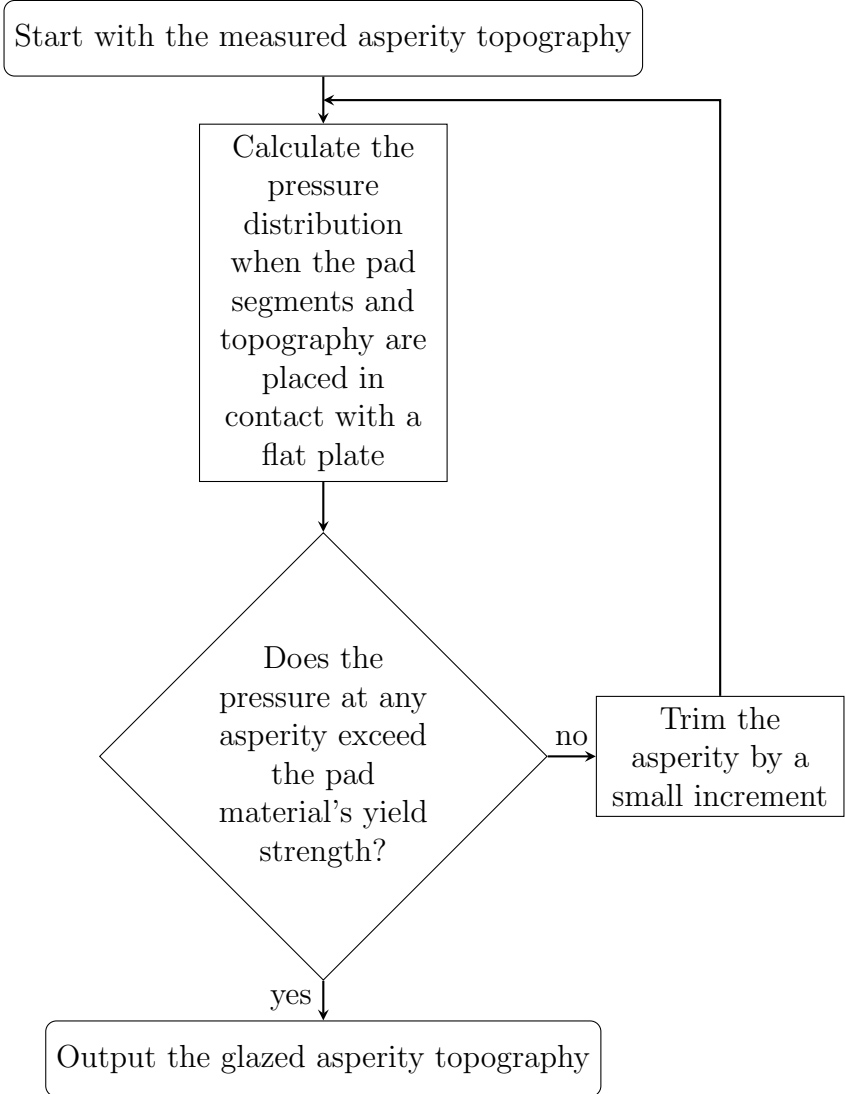 Start with the measured asperity topography
Calculate the
pressure
distribution
when the pad
segments and
topography are
placed in
contact with a
flat plate
Does the
pressure at any
asperity exceed
the pad
material's yield
strength?
no
Trim the
asperity by a
small increment
yes
Output the glazed asperity topography